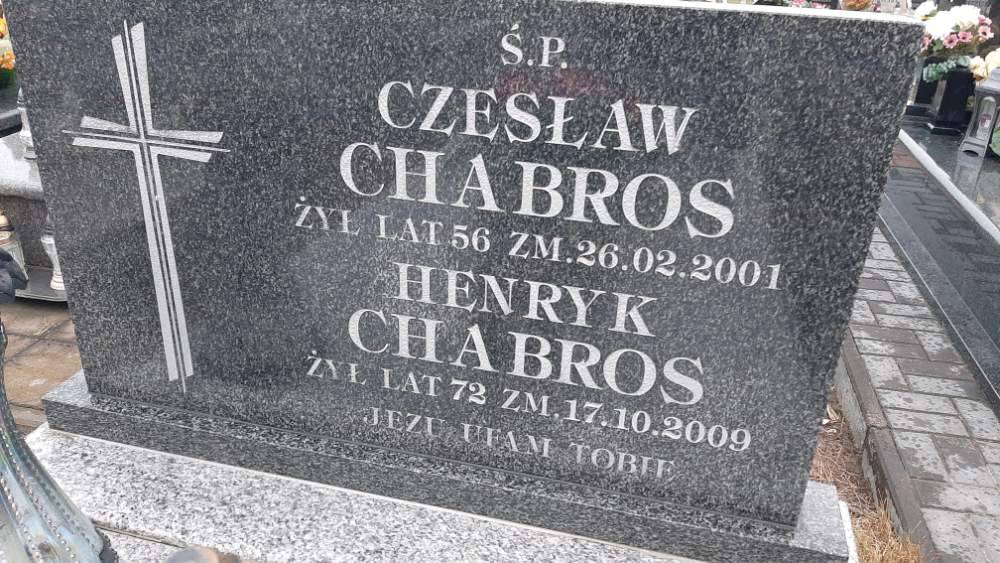 Ś.P.
CZESŁAW
CHABROS
ŻYŁ LAT 56 ZM.26.02.2001
HENRYK
CHABROS
ŻYŁ LAT 72 ZM.17.10.2009
JEZU UFAM TOBIE